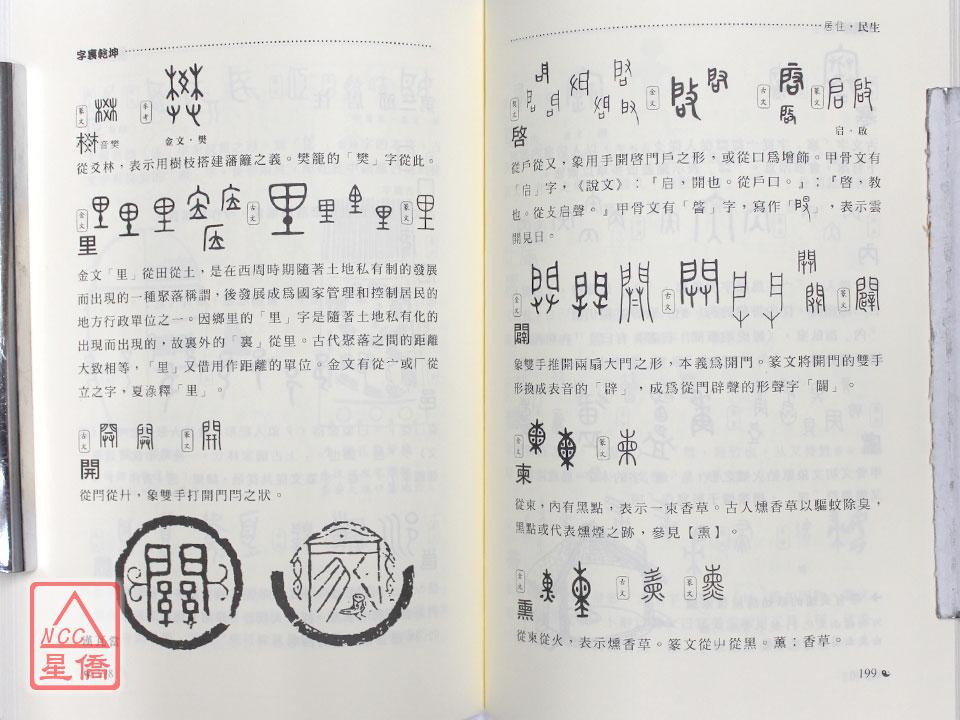 字裏乾坤
篆文
參考
音樊
金文·樊
從爻林，表示用樹枝搭建藩籬之義。樊籠的「樊」字從此。
金文
古文
篆文
里
金文「里」從田從土，是在西周時期隨著土地私有制的發展
而出現的一種聚落稱謂，後發展成爲國家管理和控制居民的
地方行政單位之一。因鄉里的「里」字是隨著土地私有化的
出現而出現的，故裏外的「裏」從里。古代聚落之間的距離
大致相等，「里」又借用作距離的單位。金文有從宀或厂從
立之字，夏淥釋「里」。
古文
篆文
開
從門從廾，象雙手打開門閂之狀。
漢瓦當
NCC
星僑
居住·民生
金文
古文
篆文
啓
启·啟
從戶從又，象用手開啓門戶之形，或從口爲增飾。甲骨文有
「启」字，《說文》：『启，開也。從戶口。』；『啓，教
也。從攴启聲。』甲骨文有「晵」字，寫作「」，表示雲
開見日。
金文
古文
篆文
闢
象雙手推開兩扇大門之形，本義爲開門。篆文將開門的雙手
形換成表音的「辟」，成爲從門辟聲的形聲字「闢」。
金文
篆文
柬
從束，內有黑點，表示一束香草。古人燻香草以驅蚊除臭，
黑點或代表燻煙之跡，參見【熏】。
金文
古文
篆文
熏
從柬從火，表示燻香草。篆文從屮從黑。薰；香草。
199